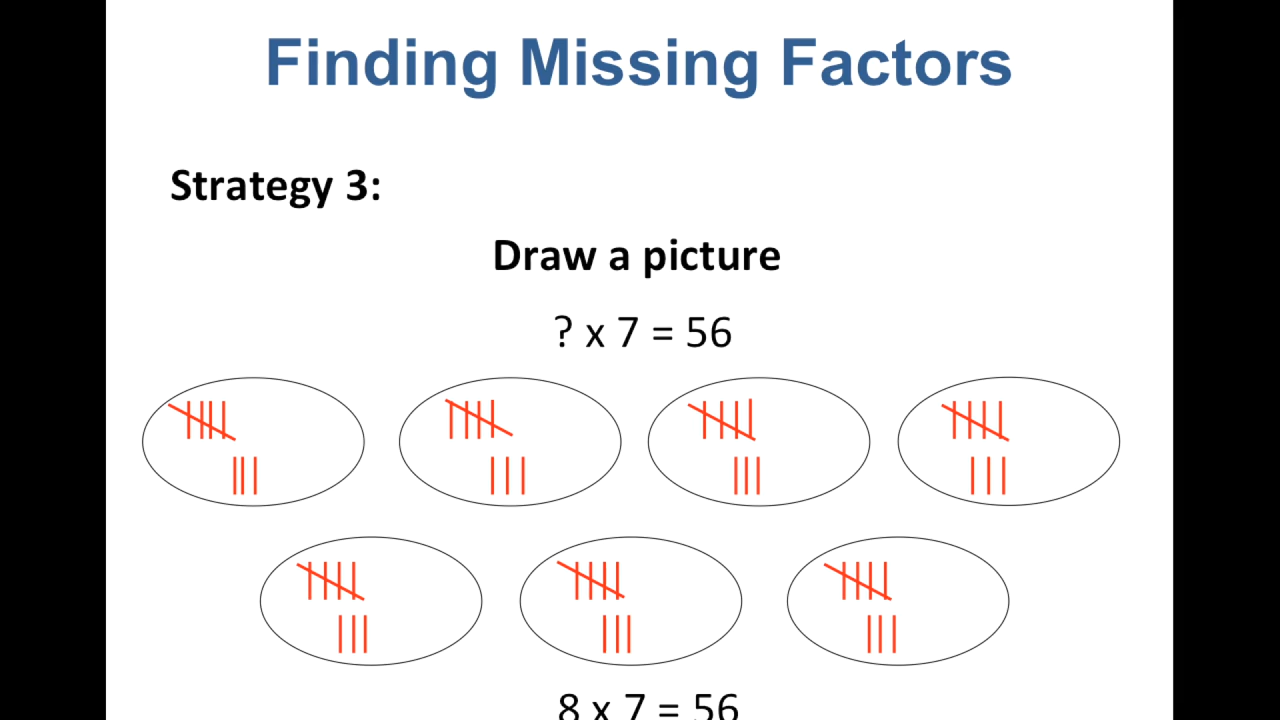 Finding Missing Factors
Strategy 3:
Draw a picture
? x 7 = 56
8 x 7 = 56